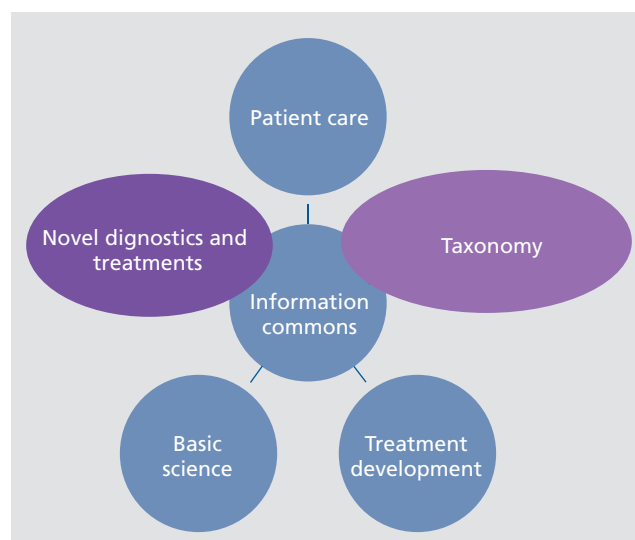 Patient care
Novel dignostics and
treatments
Taxonomy
Information
commons
Basic
science
Treatment
development